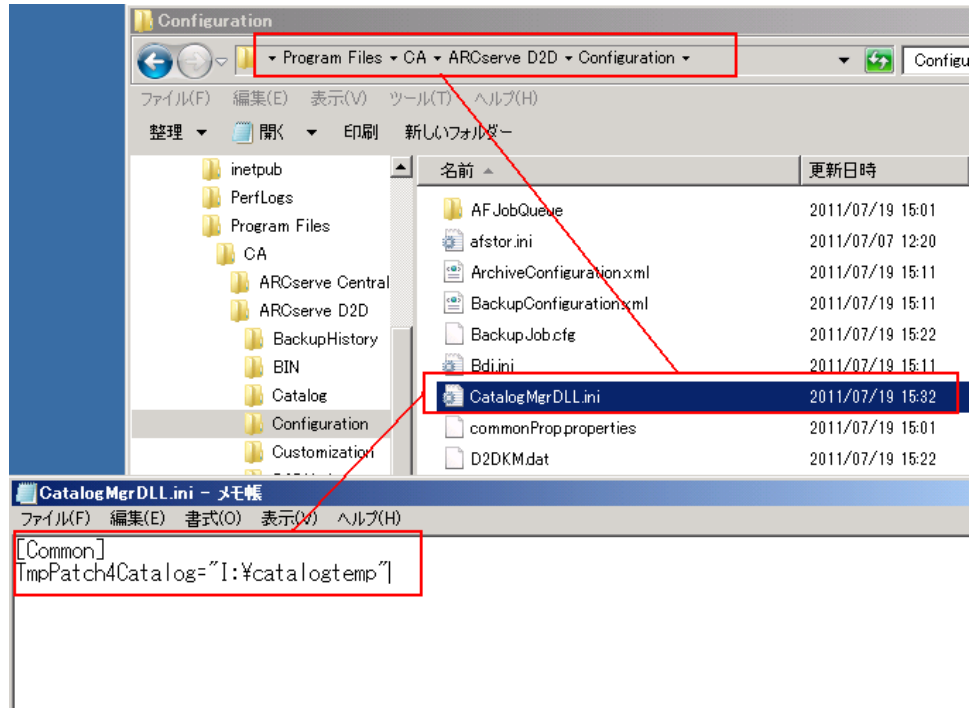 Configuration
▾ Program Files ▾ CA ▾ ARCserve D2D ▾ Configuration ▾
Configu
ファイル(F) 編集(E) 表示(V) ツール(T) ヘルプ(H)
整理 ▼ 開く ▼ 印刷 新しいフォルダー
名前 更新日時
inetpub
PerfLogs
Program Files
CA
ARCserve Central
ARCserve D2D
BackupHistory
BIN
Catalog
Configuration
Customization
AFJobQueue 2011/07/19 15:01
afstor.ini 2011/07/07 12:20
ArchiveConfiguration.xml 2011/07/19 15:11
BackupConfiguration.xml 2011/07/19 15:11
BackupJob.cfg 2011/07/19 15:22
Bdi.ini 2011/07/19 15:11
CatalogMgrDLL.ini 2011/07/19 15:32
commonProp.properties 2011/07/19 15:01
D2DKM.dat 2011/07/19 15:22
CatalogMgrDLL.ini - メモ帳
ファイル(F) 編集(E) 書式(O) 表示(V) ヘルプ(H)
[Common]
TmpPatch4Catalog="I:¥catalogtemp"